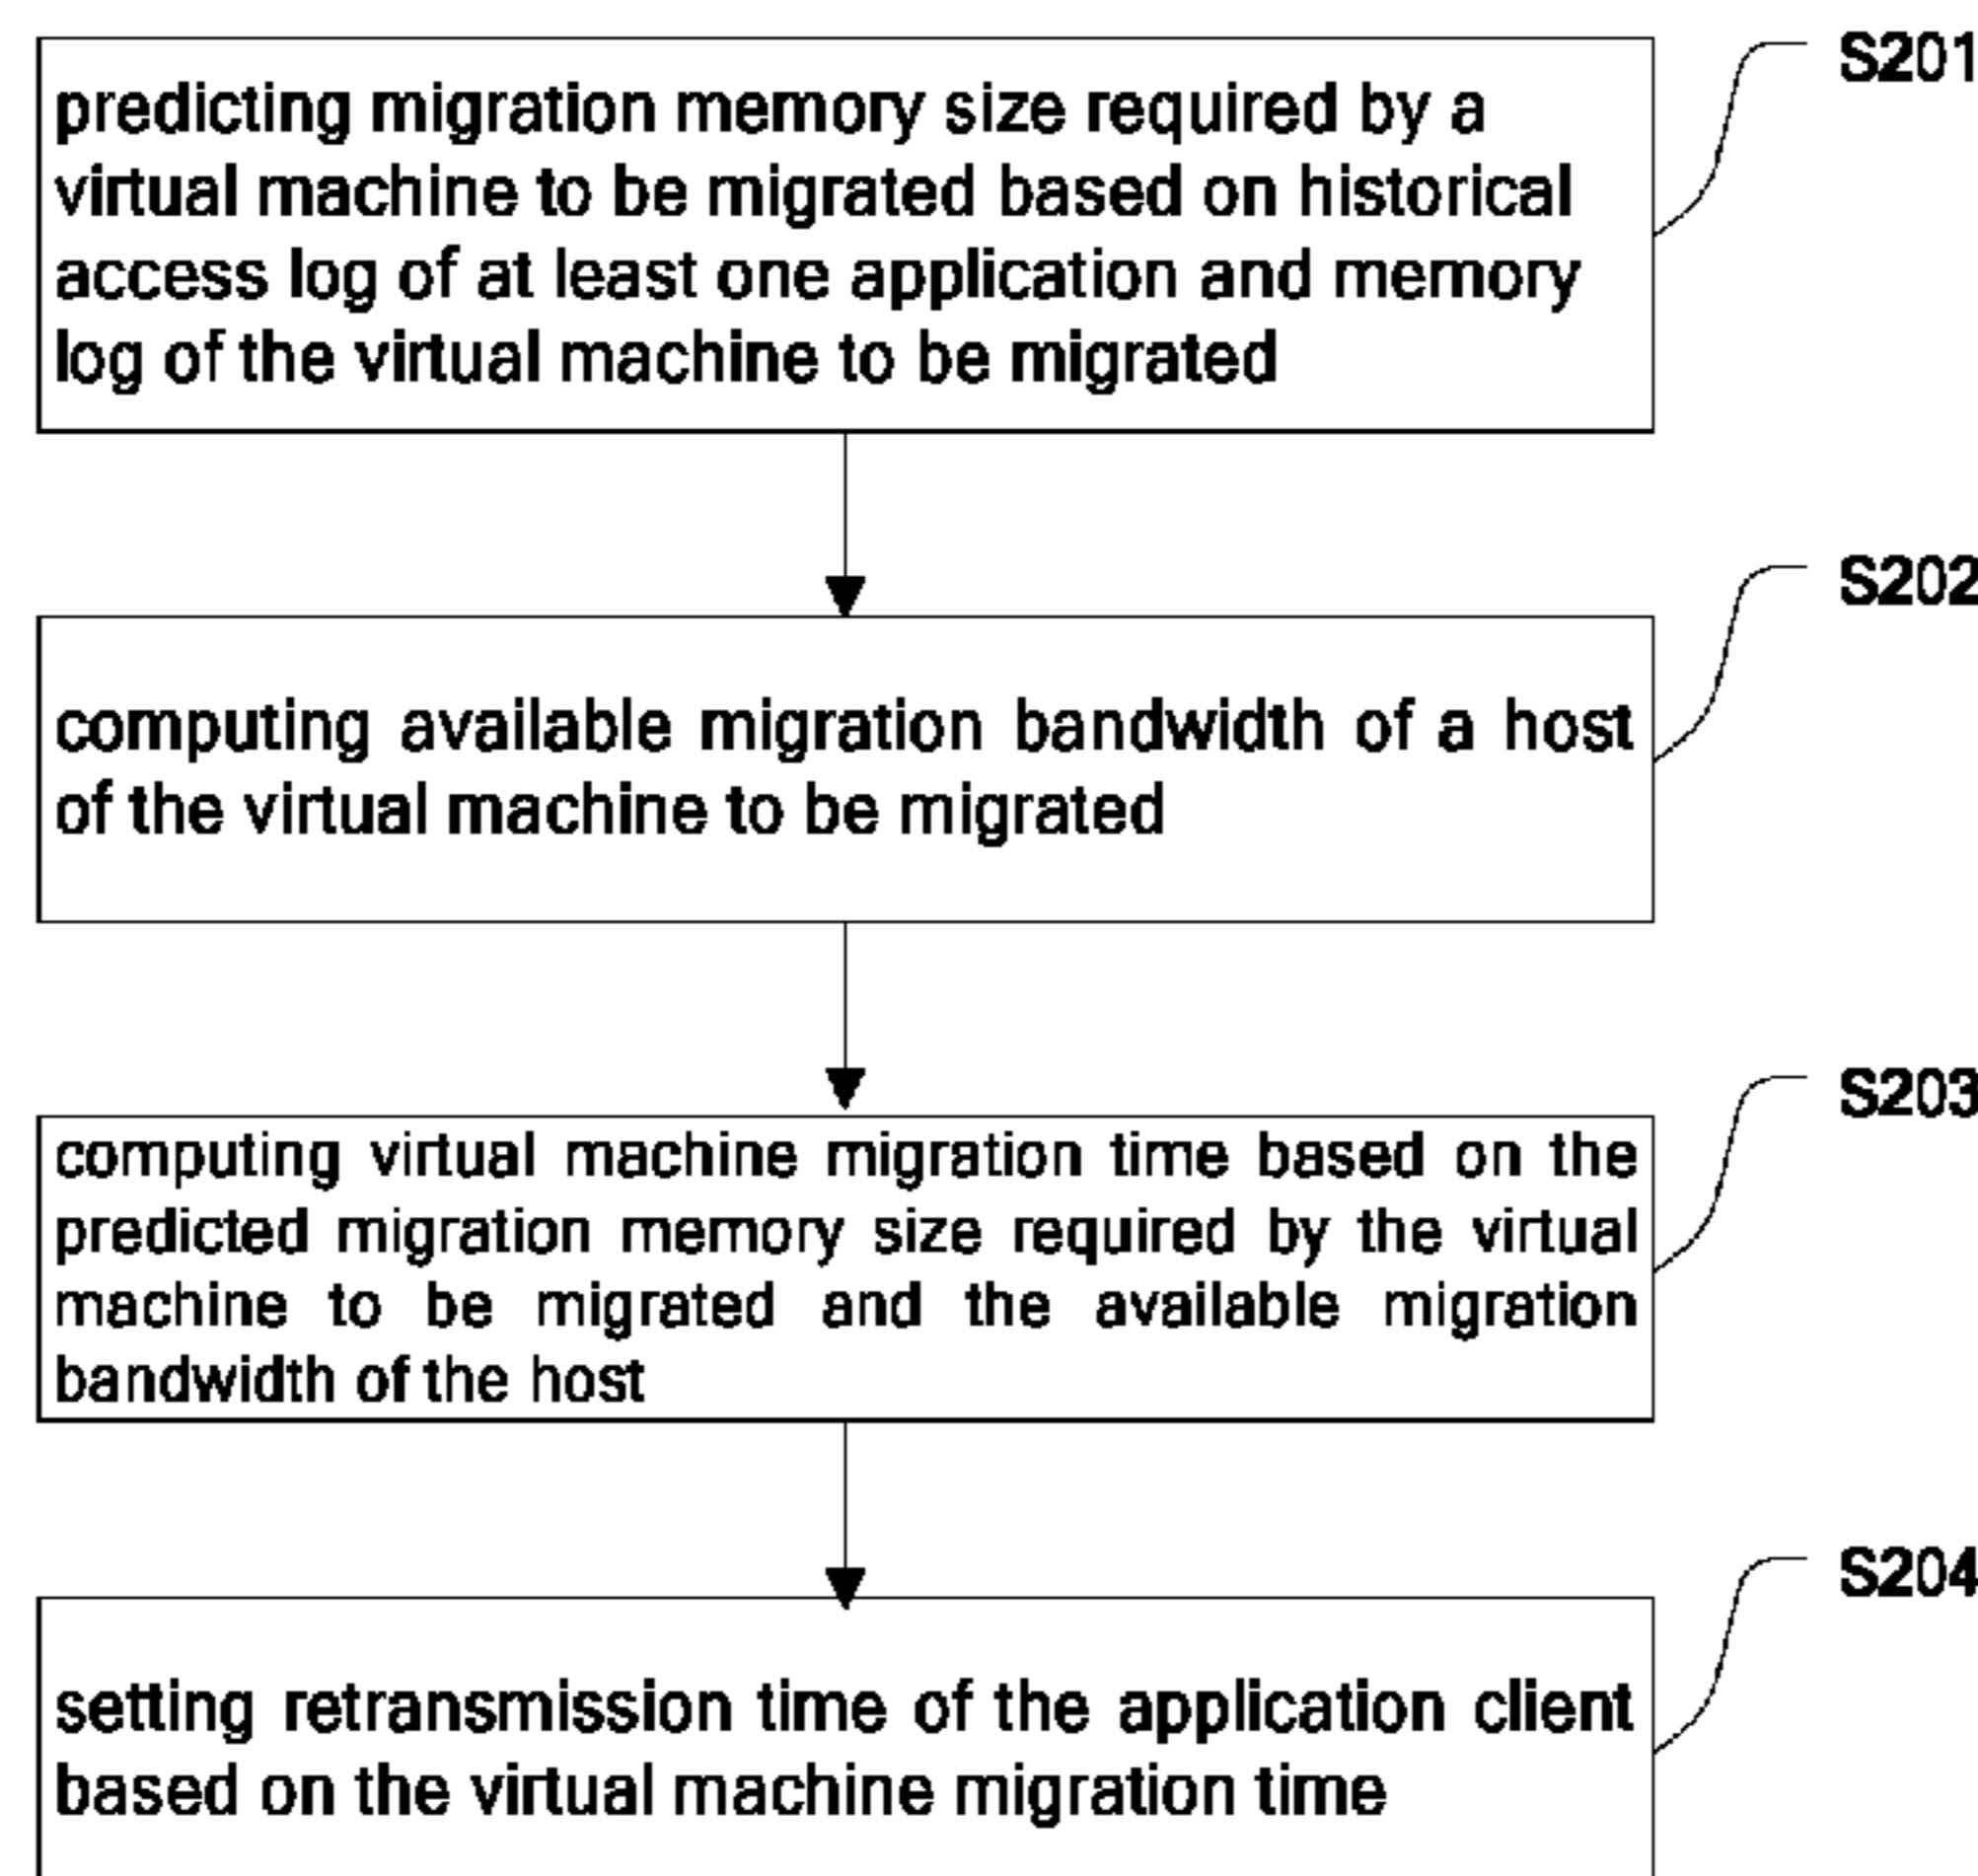 S201
predicting migration memory size required by a
virtual machine to be migrated based on historical
access log of at least one application and memory
log of the virtual machine to be migrated
S202
computing available migration bandwidth of a host
of the virtual machine to be migrated
S203
computing virtual machine migration time based on the
predicted migration memory size required by the virtual
machine to be migrated and the available migration
bandwidth of the host
S204
setting retransmission time of the application client
based on the virtual machine migration time